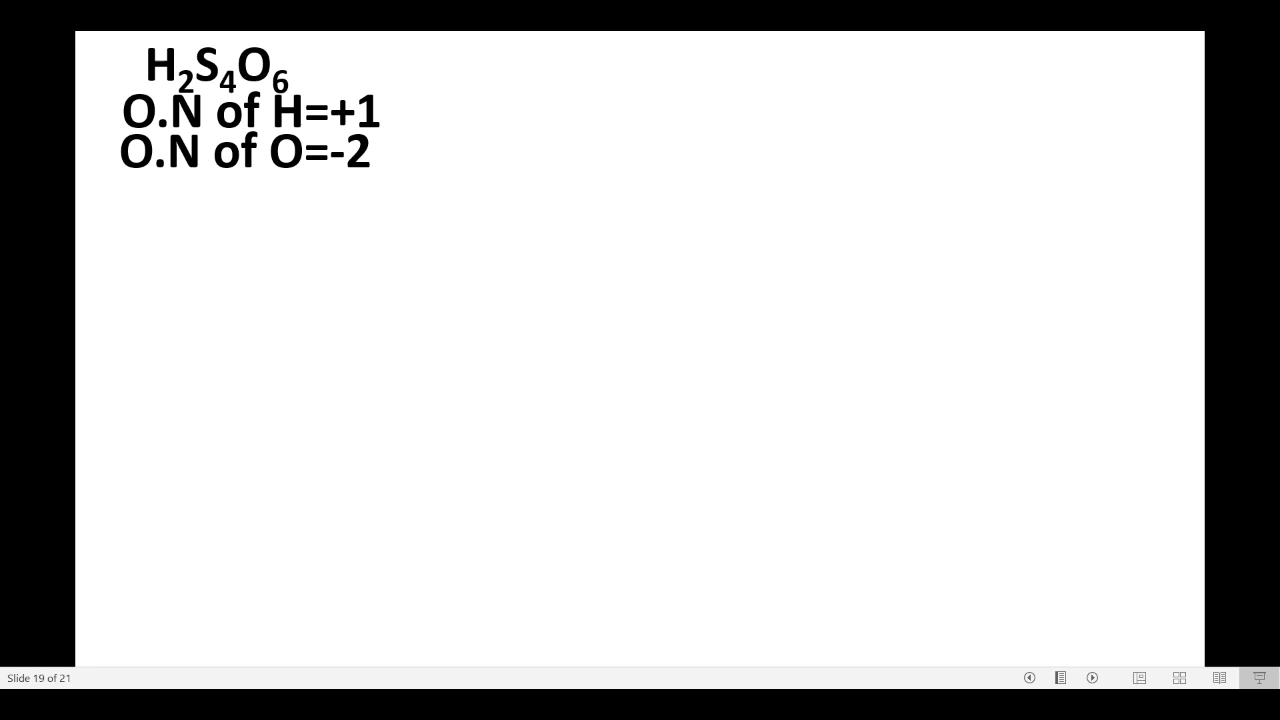 H₂S₄O₆
O.N of H=+1
O.N of O=-2
Slide 19 of 21